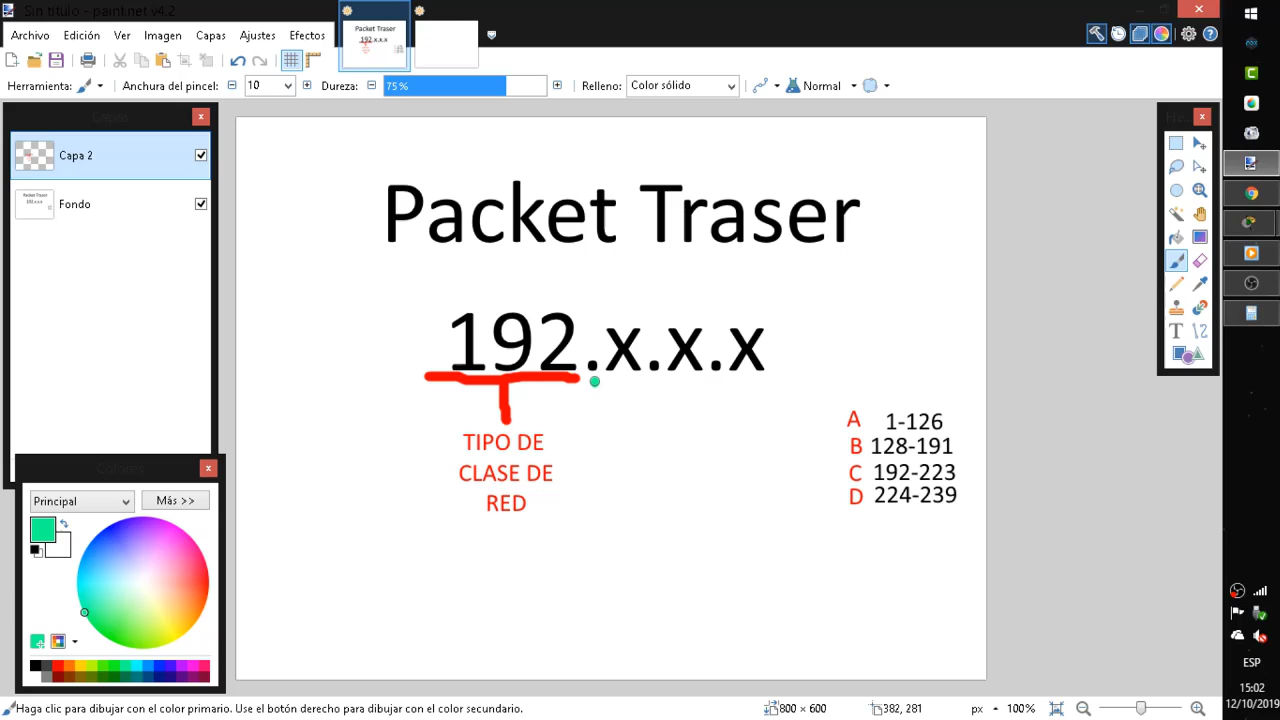 Sin título - paint.net v4.2
Archivo Edición Ver Imagen Capas Ajustes Efectos
Packet Traser
192.x.x.x
Herramienta: Anchura del pincel: 10 Dureza: 75% Relleno: Color sólido Normal
Capas
Capa 2
Fondo
Packet Traser
192.x.x.x
TIPO DE
CLASE DE
RED
A 1-126
B 128-191
C 192-223
D 224-239
Colores
Principal Más >>
ESP
15:02
12/10/2019
Haga clic para dibujar con el color primario. Use el botón derecho para dibujar con el color secundario. 800 × 600 382, 281 px 100%